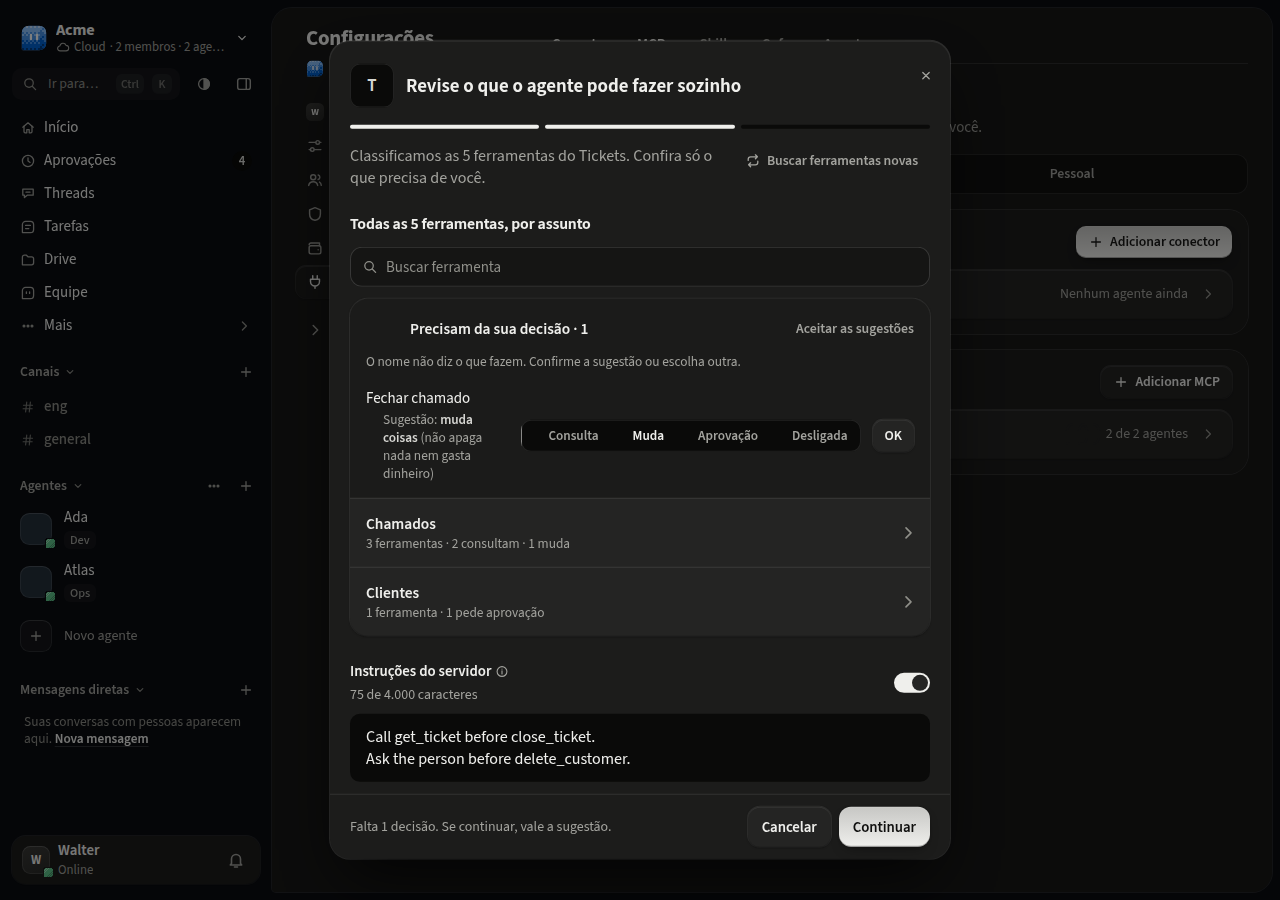 Acme
Cloud · 2 membros · 2 age…
Ir para…
Ctrl
K
Início
Aprovações
4
Threads
Tarefas
Drive
Equipe
Mais
Canais
# eng
# general
Agentes
Ada
Dev
Atlas
Ops
Novo agente
Mensagens diretas
Suas conversas com pessoas aparecem
aqui. Nova mensagem
W
Walter
Online
Configurações
W
você.
Pessoal
Adicionar conector
Nenhum agente ainda
Adicionar MCP
2 de 2 agentes
T
Revise o que o agente pode fazer sozinho
Classificamos as 5 ferramentas do Tickets. Confira só o
que precisa de você.
Buscar ferramentas novas
Todas as 5 ferramentas, por assunto
Buscar ferramenta
Precisam da sua decisão · 1
Aceitar as sugestões
O nome não diz o que fazem. Confirme a sugestão ou escolha outra.
Fechar chamado
Sugestão: muda
coisas (não apaga
nada nem gasta
dinheiro)
Consulta
Muda
Aprovação
Desligada
OK
Chamados
3 ferramentas · 2 consultam · 1 muda
Clientes
1 ferramenta · 1 pede aprovação
Instruções do servidor
75 de 4.000 caracteres
Call get_ticket before close_ticket.
Ask the person before delete_customer.
Falta 1 decisão. Se continuar, vale a sugestão.
Cancelar
Continuar